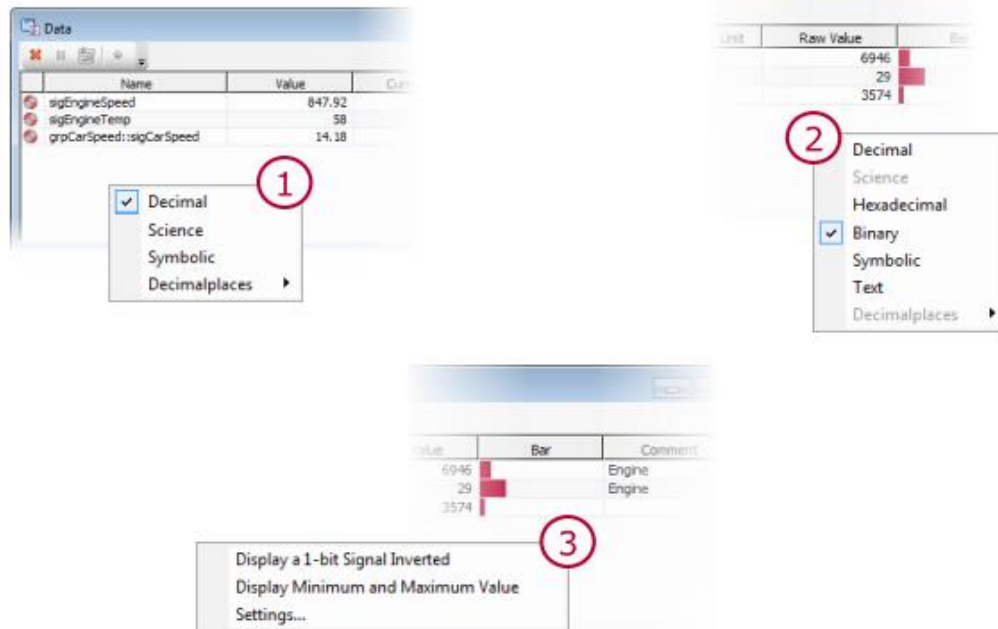 Data
Name Value
sigEngineSpeed 847.92
sigEngineTemp 58
grpCarSpeed::sigCarSpeed 14.18
1
Decimal
Science
Symbolic
Decimalplaces
Unit Raw Value
6946
29
3574
2
Decimal
Science
Hexadecimal
Binary
Symbolic
Text
Decimalplaces
Bar Comment
6946 Engine
29 Engine
3574
3
Display a 1-bit Signal Inverted
Display Minimum and Maximum Value
Settings...